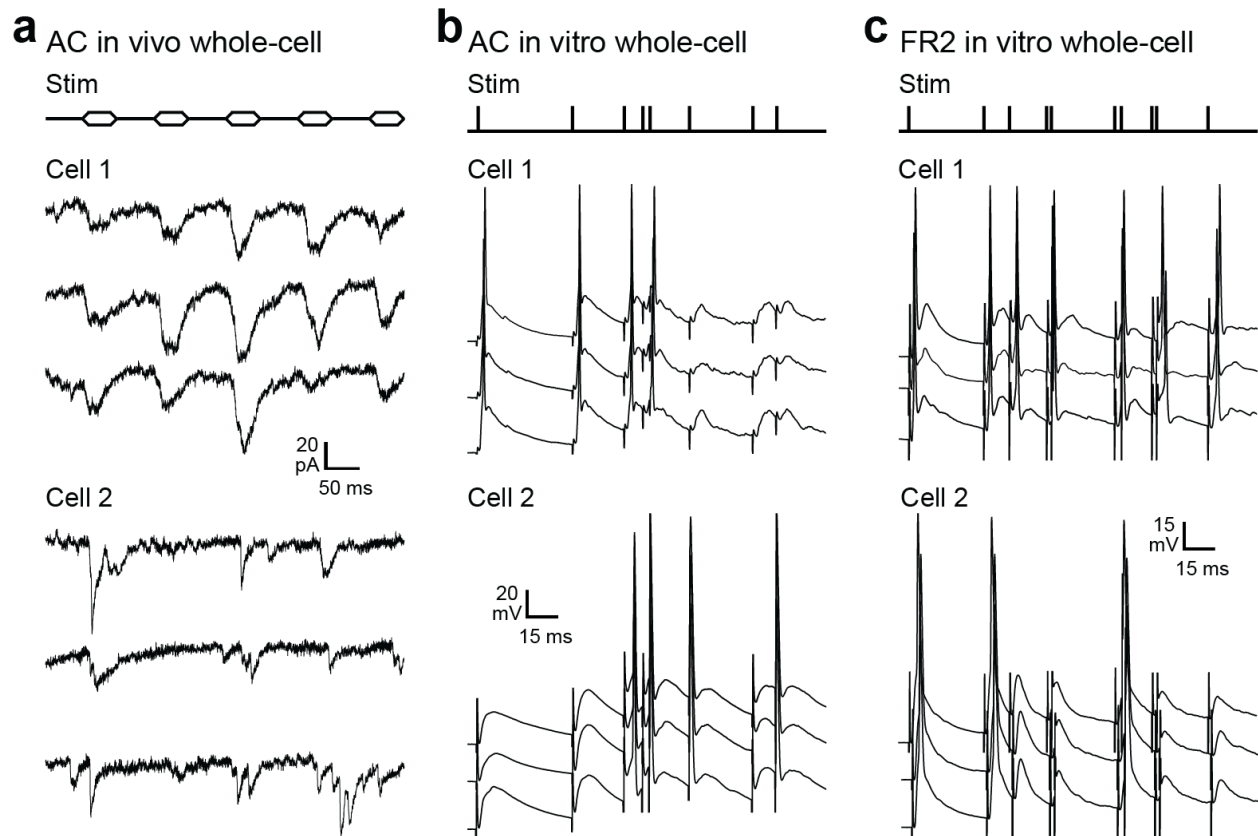 a AC in vivo whole-cell
Stim
Cell 1
20
pA
50 ms
Cell 2
b AC in vitro whole-cell
Stim
Cell 1
Cell 2
20
mV
15 ms
c FR2 in vitro whole-cell
Stim
Cell 1
Cell 2
15
mV
15 ms